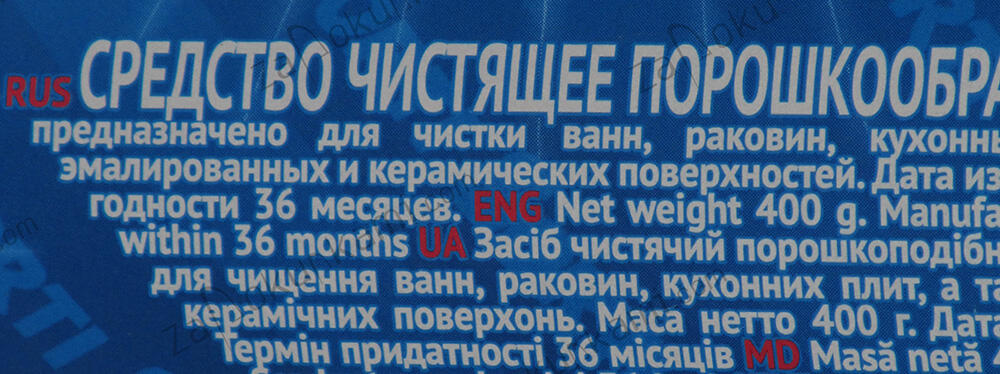 RUS СРЕДСТВО ЧИСТЯЩЕЕ ПОРОШКООБРА
предназначено для чистки ванн, раковин, кухонны
эмалированных и керамических поверхностей. Дата из
годности 36 месяцев. ENG Net weight 400 g. Manufa
within 36 months UA Засіб чистячий порошкоподібн
для чищення ванн, раковин, кухонних плит, а та
керамічних поверхонь. Маса нетто 400 г. Дата
Термін придатності 36 місяців MD Masă netă 4